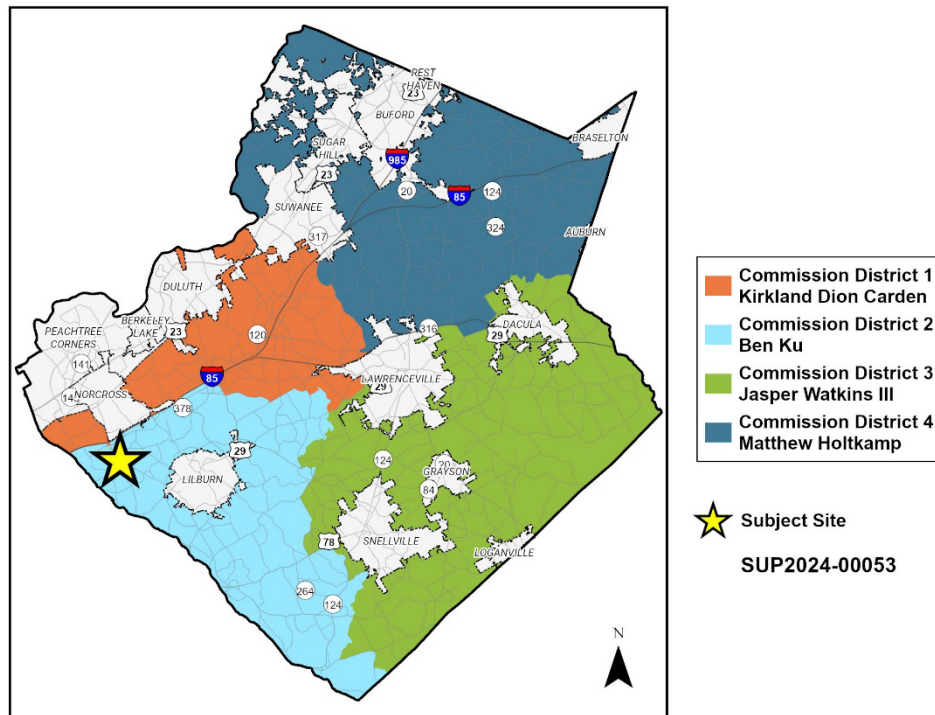 REST
HAVEN
23
BUFORD
BRASELTON
SUGAR
HILL
985
23
20
124
85
SUWANEE
324
317
AUBURN
DULUTH
PEACHTREE
CORNERS
BERKELEY
LAKE
23
120
316
DACULA
29
141
85
LAWRENCEVILLE
29
NORCROSS
14
378
29
124
20
GRAYSON
LILBURN
84
SNELLVILLE
78
LOGANVILLE
264
124
N
Commission District 1
Kirkland Dion Carden
Commission District 2
Ben Ku
Commission District 3
Jasper Watkins III
Commission District 4
Matthew Holtkamp
Subject Site
SUP2024-00053